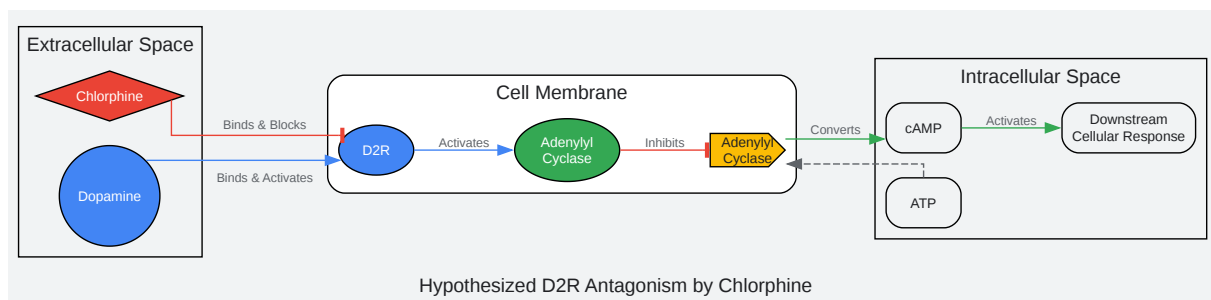 Extracellular Space
Chlorphine
Dopamine
Binds & Blocks
Binds & Activates
Cell Membrane
D2R
Activates
Adenylyl
Cyclase
Inhibits
Adenylyl
Cyclase
Converts
Intracellular Space
cAMP
Activates
Downstream
Cellular Response
ATP
Hypothesized D2R Antagonism by Chlorphine